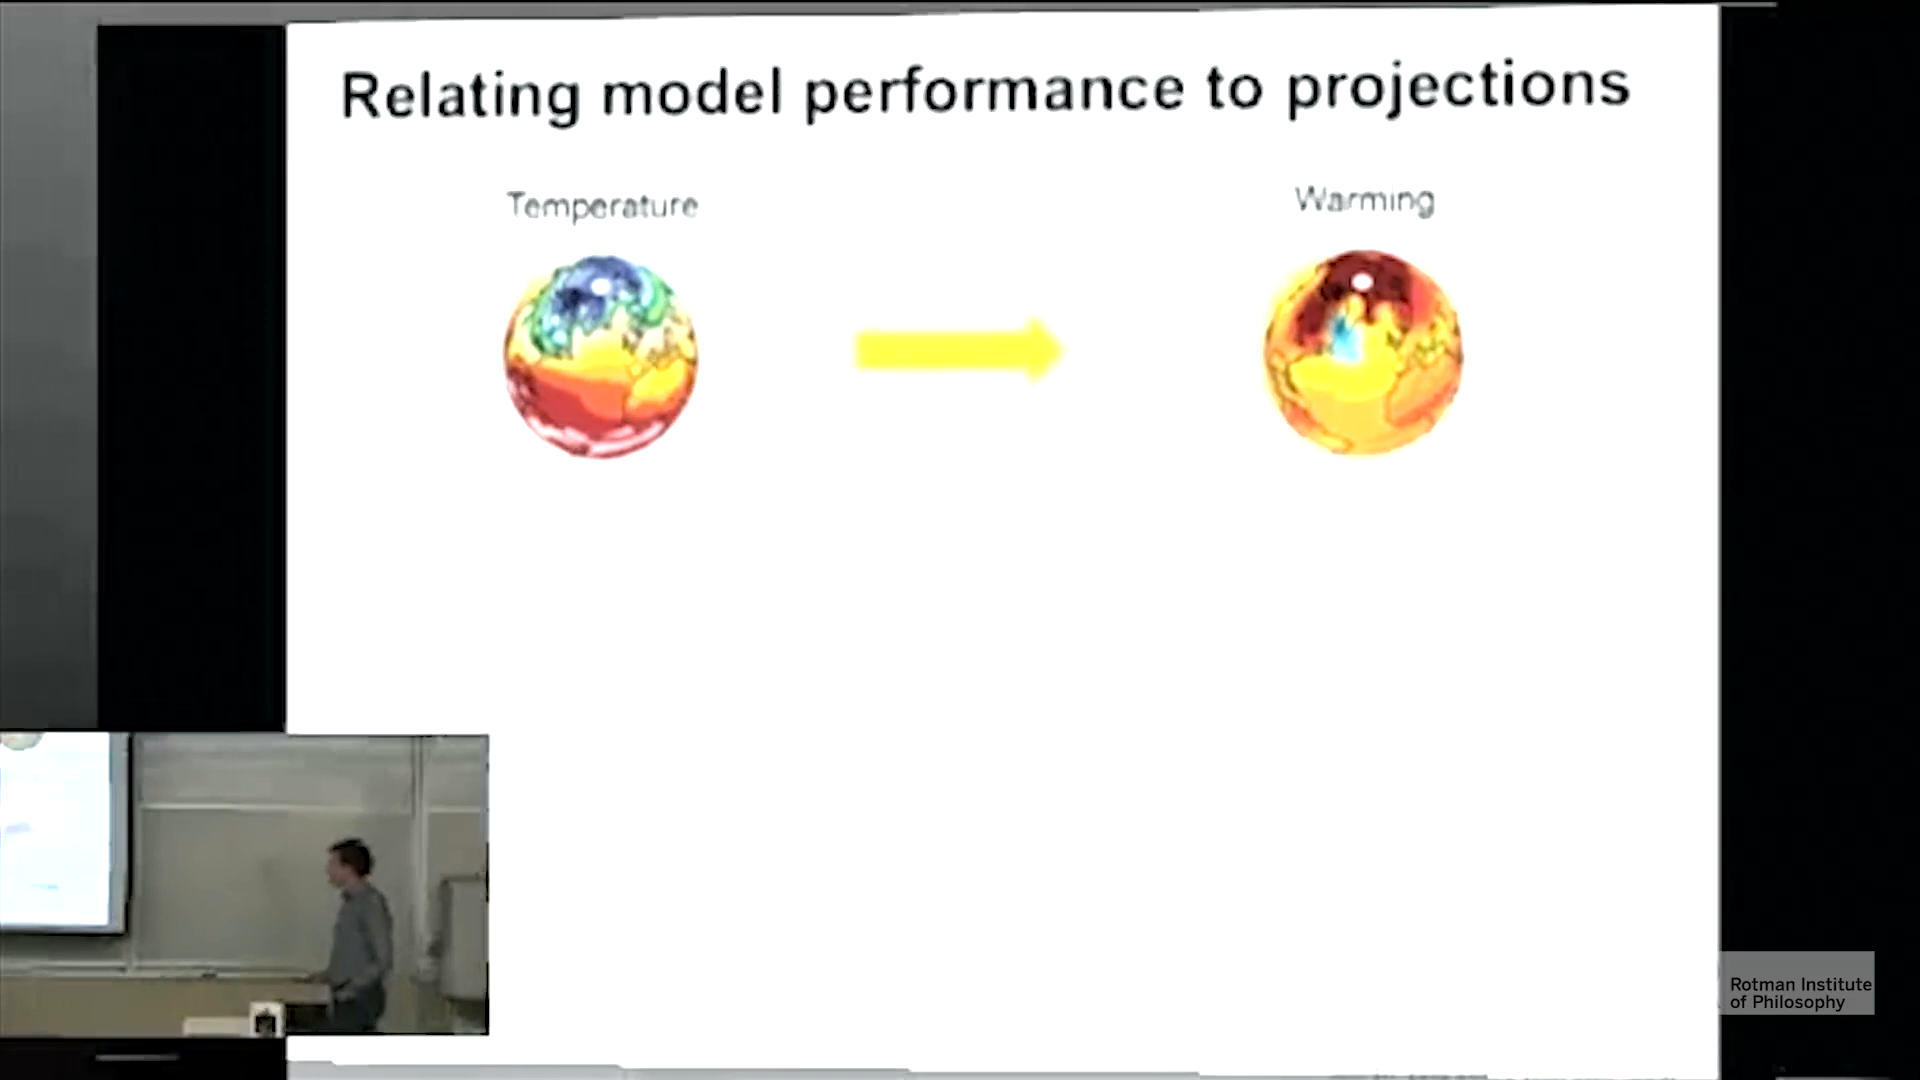 Relating model performance to projections
Temperature
Warming
Rotman Institute
of Philosophy